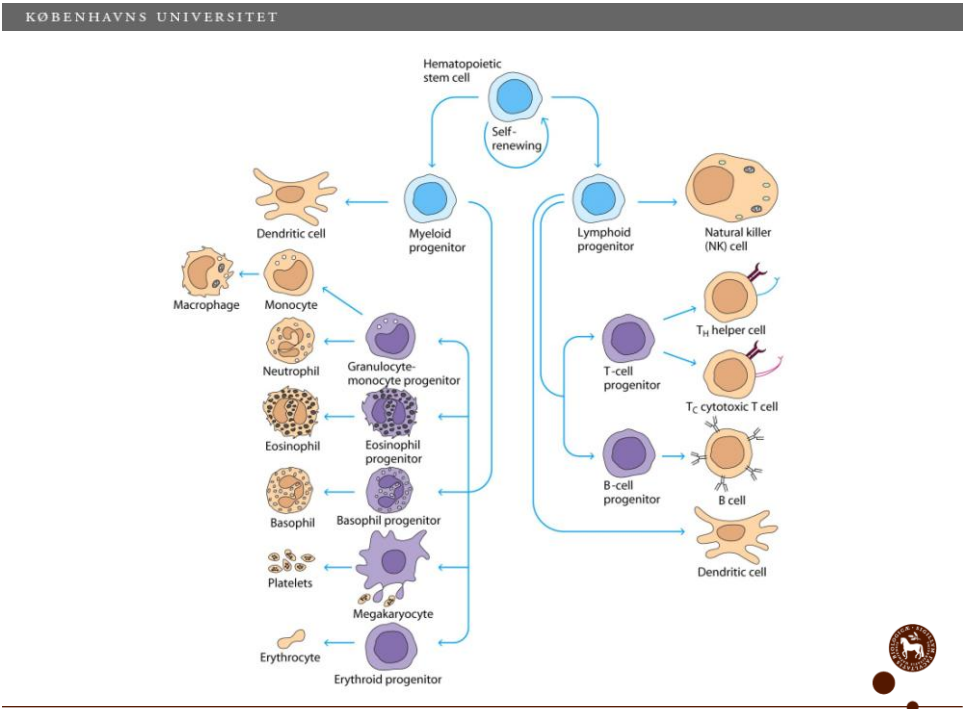 KØBENHAVNS UNIVERSITET
Hematopoietic
stem cell
Self-
renewing
Dendritic cell
Myeloid
progenitor
Lymphoid
progenitor
Natural killer
(NK) cell
Macrophage
Monocyte
TH helper cell
Neutrophil
Granulocyte-
monocyte progenitor
T-cell
progenitor
TC cytotoxic T cell
Eosinophil
Eosinophil
progenitor
B-cell
progenitor
B cell
Basophil
Basophil progenitor
Dendritic cell
Platelets
Megakaryocyte
Erythrocyte
Erythroid progenitor